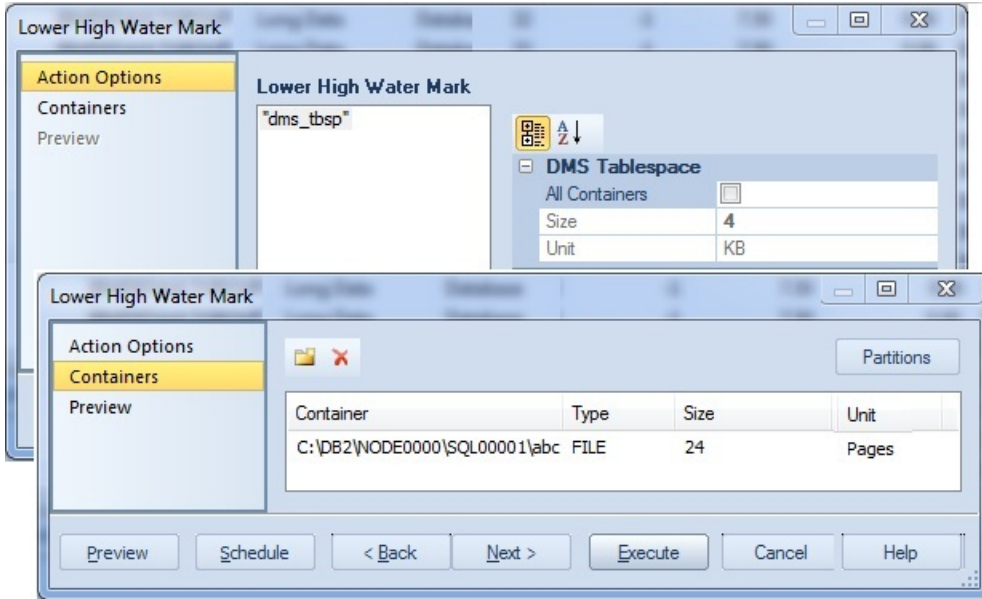 Lower High Water Mark
Action Options
Containers
Preview
Lower High Water Mark
"dms_tbsp"
DMS Tablespace
All Containers
Size 4
Unit KB
Lower High Water Mark
Action Options
Containers
Preview
Partitions
Container Type Size Unit
C:\DB2\NODE0000\SQL00001\abc FILE 24 Pages
Preview Schedule < Back Next > Execute Cancel Help